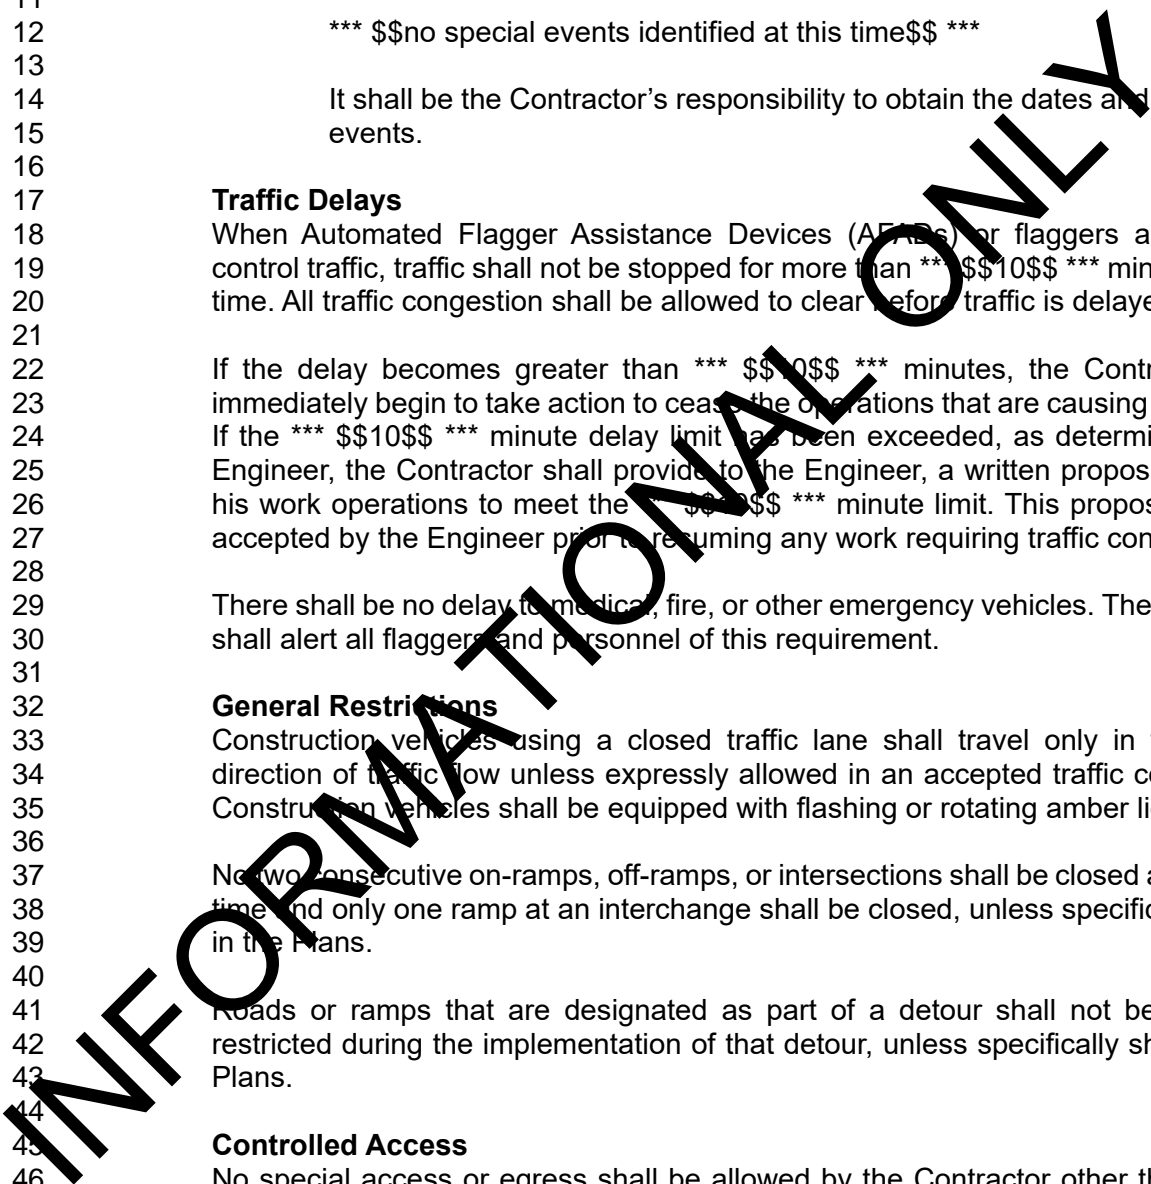 12 *** $$no special events identified at this time$$ ***
13
14 It shall be the Contractor’s responsibility to obtain the dates and
15 events.
16
17 Traffic Delays
18 When Automated Flagger Assistance Devices (AFADs) or flaggers a
19 control traffic, traffic shall not be stopped for more than *** $$10$$ *** min
20 time. All traffic congestion shall be allowed to clear before traffic is delaye
21
22 If the delay becomes greater than *** $$10$$ *** minutes, the Contr
23 immediately begin to take action to cease the operations that are causing
24 If the *** $$10$$ *** minute delay limit has been exceeded, as determi
25 Engineer, the Contractor shall provide to the Engineer, a written propos
26 his work operations to meet the *** $$10$$ *** minute limit. This propos
27 accepted by the Engineer prior to resuming any work requiring traffic con
28
29 There shall be no delay to medical, fire, or other emergency vehicles. The
30 shall alert all flaggers and personnel of this requirement.
31
32 General Restrictions
33 Construction vehicles using a closed traffic lane shall travel only in
34 direction of traffic flow unless expressly allowed in an accepted traffic c
35 Construction vehicles shall be equipped with flashing or rotating amber li
36
37 No two consecutive on-ramps, off-ramps, or intersections shall be closed a
38 time and only one ramp at an interchange shall be closed, unless specific
39 in the Plans.
40
41 Roads or ramps that are designated as part of a detour shall not be
42 restricted during the implementation of that detour, unless specifically sh
43 Plans.
44
45 Controlled Access
46 No special access or egress shall be allowed by the Contractor other th
INFORMATIONAL ONLY